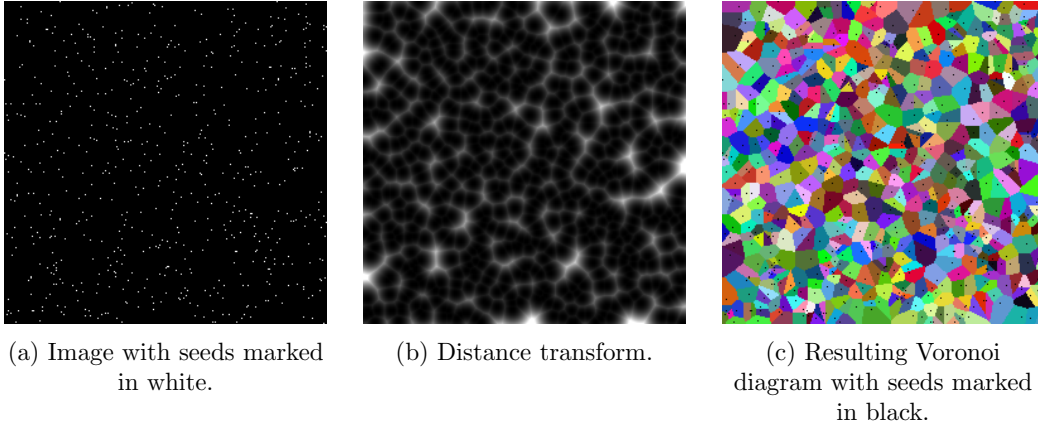 (a) Image with seeds marked
in white.
(b) Distance transform.
(c) Resulting Voronoi
diagram with seeds marked
in black.